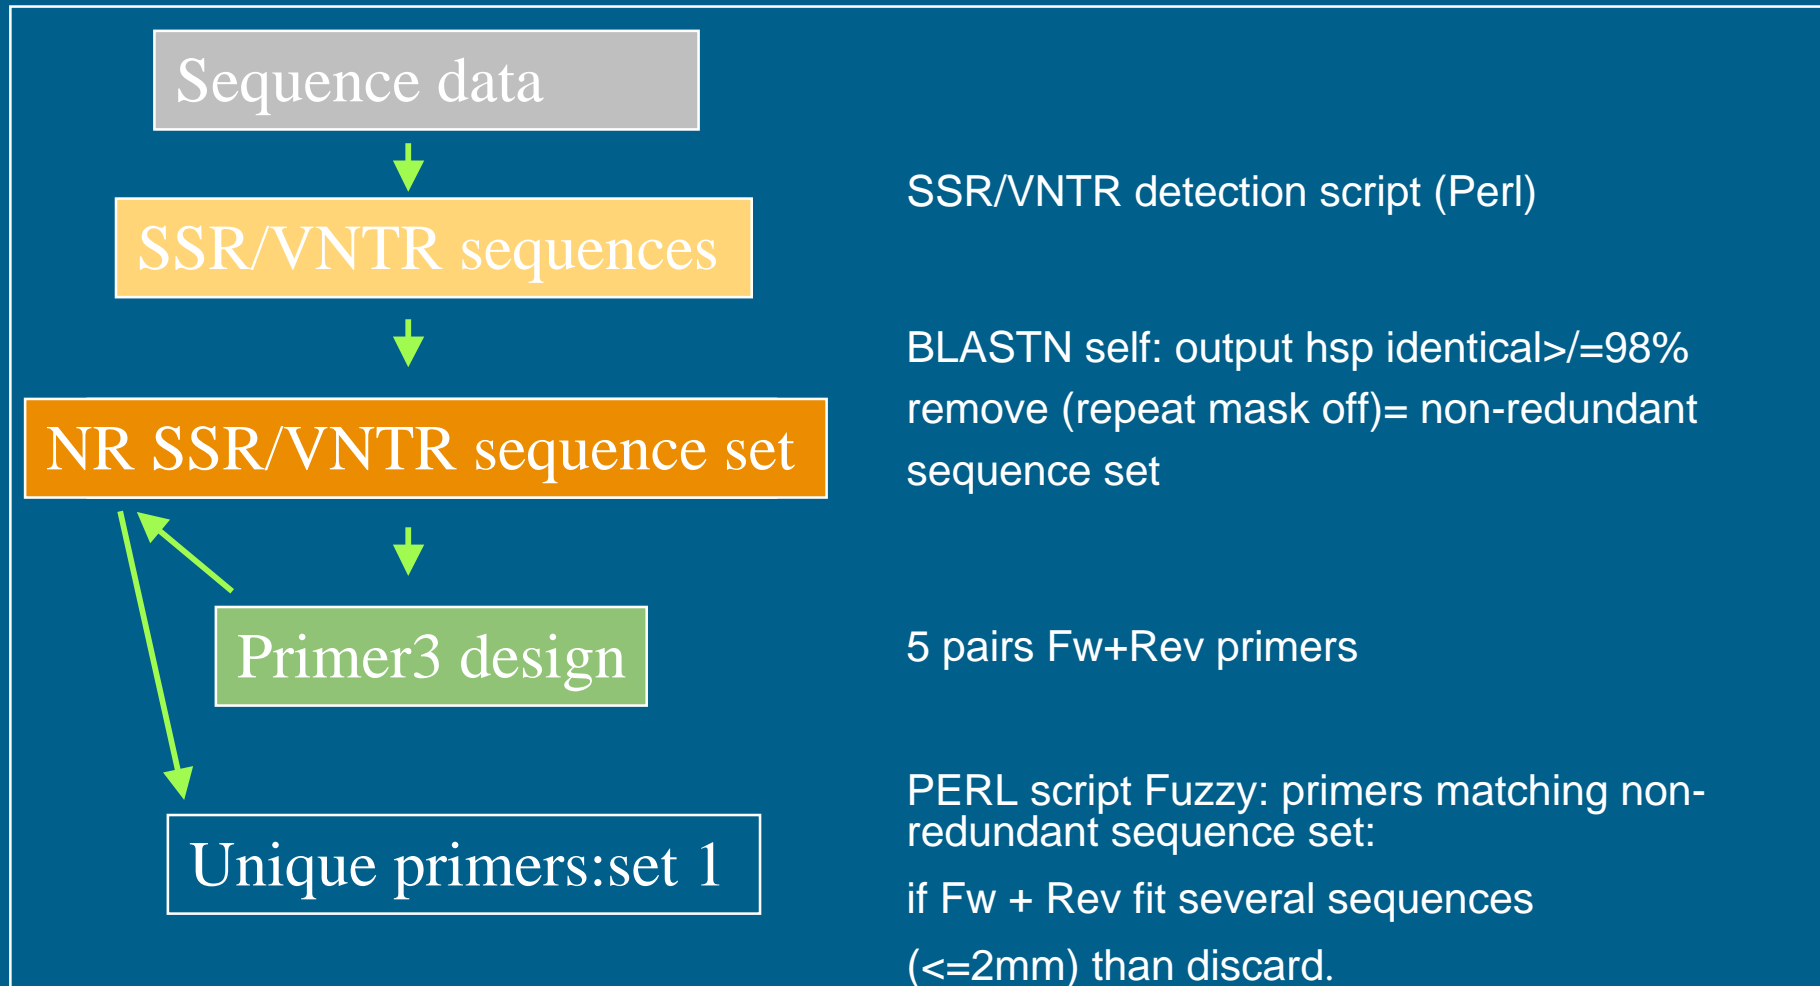 Sequence data
SSR/VNTR detection script (Perl)
SSR/VNTR sequences
BLASTN self: output hsp identical>/=98%
remove (repeat mask off)= non-redundant
sequence set
NR SSR/VNTR sequence set
Primer3 design
5 pairs Fw+Rev primers
Unique primers:set 1
PERL script Fuzzy: primers matching non-
redundant sequence set:
if Fw + Rev fit several sequences
(<=2mm) than discard.